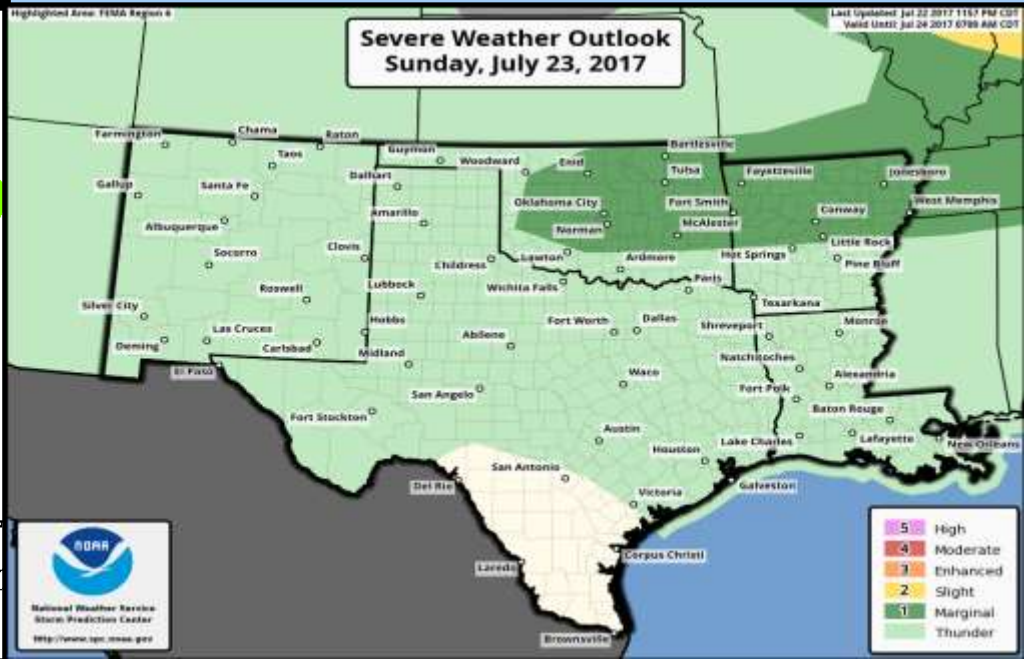 Highlighted Area: FEMA Region 6
Last Updated: Jul 22 2017 1157 PM CDT
Valid Until: Jul 24 2017 0700 AM CDT
Severe Weather Outlook
Sunday, July 23, 2017
Farmington
Chama
Raton
Taos
Guymon
Woodward
Enid
Bartlesville
Tulsa
Fayatteville
Jonesboro
Gallup
Santa Fe
Dalhart
Oklahoma City
Fort Smith
Conway
West Memphis
Albuquerque
Amarillo
Norman
McAlester
Little Rock
Socorro
Clovis
Childress
Lawton
Ardmore
Hot Springs
Pine Bluff
Roswell
Lubbock
Wichita Falls
Paris
Texarkana
Silver City
Las Cruces
Hobbs
Abilene
Fort Worth
Dallas
Shreveport
Monroe
Deming
Carlsbad
Midland
Natchitoches
El Paso
San Angelo
Waco
Fort Polk
Alexandria
Fort Stockton
Baton Rouge
Austin
Houston
Lake Charles
Lafayette
New Orleans
San Antonio
Del Rio
Victoria
Galveston
Corpus Christi
Laredo
Brownsville
NOAA
National Weather Service
Storm Prediction Center
http://www.spc.noaa.gov
5 High
4 Moderate
3 Enhanced
2 Slight
1 Marginal
Thunder